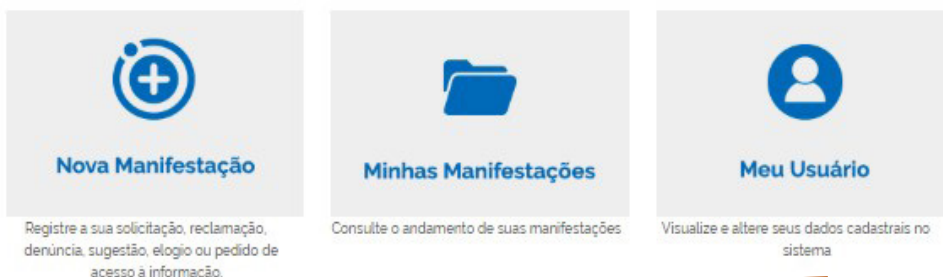 Nova Manifestação
Registre a sua solicitação, reclamação,
denúncia, sugestão, elogio ou pedido de
acesso à informação.
Minhas Manifestações
Consulte o andamento de suas manifestações
Meu Usuário
Visualize e altere seus dados cadastrais no
sistema